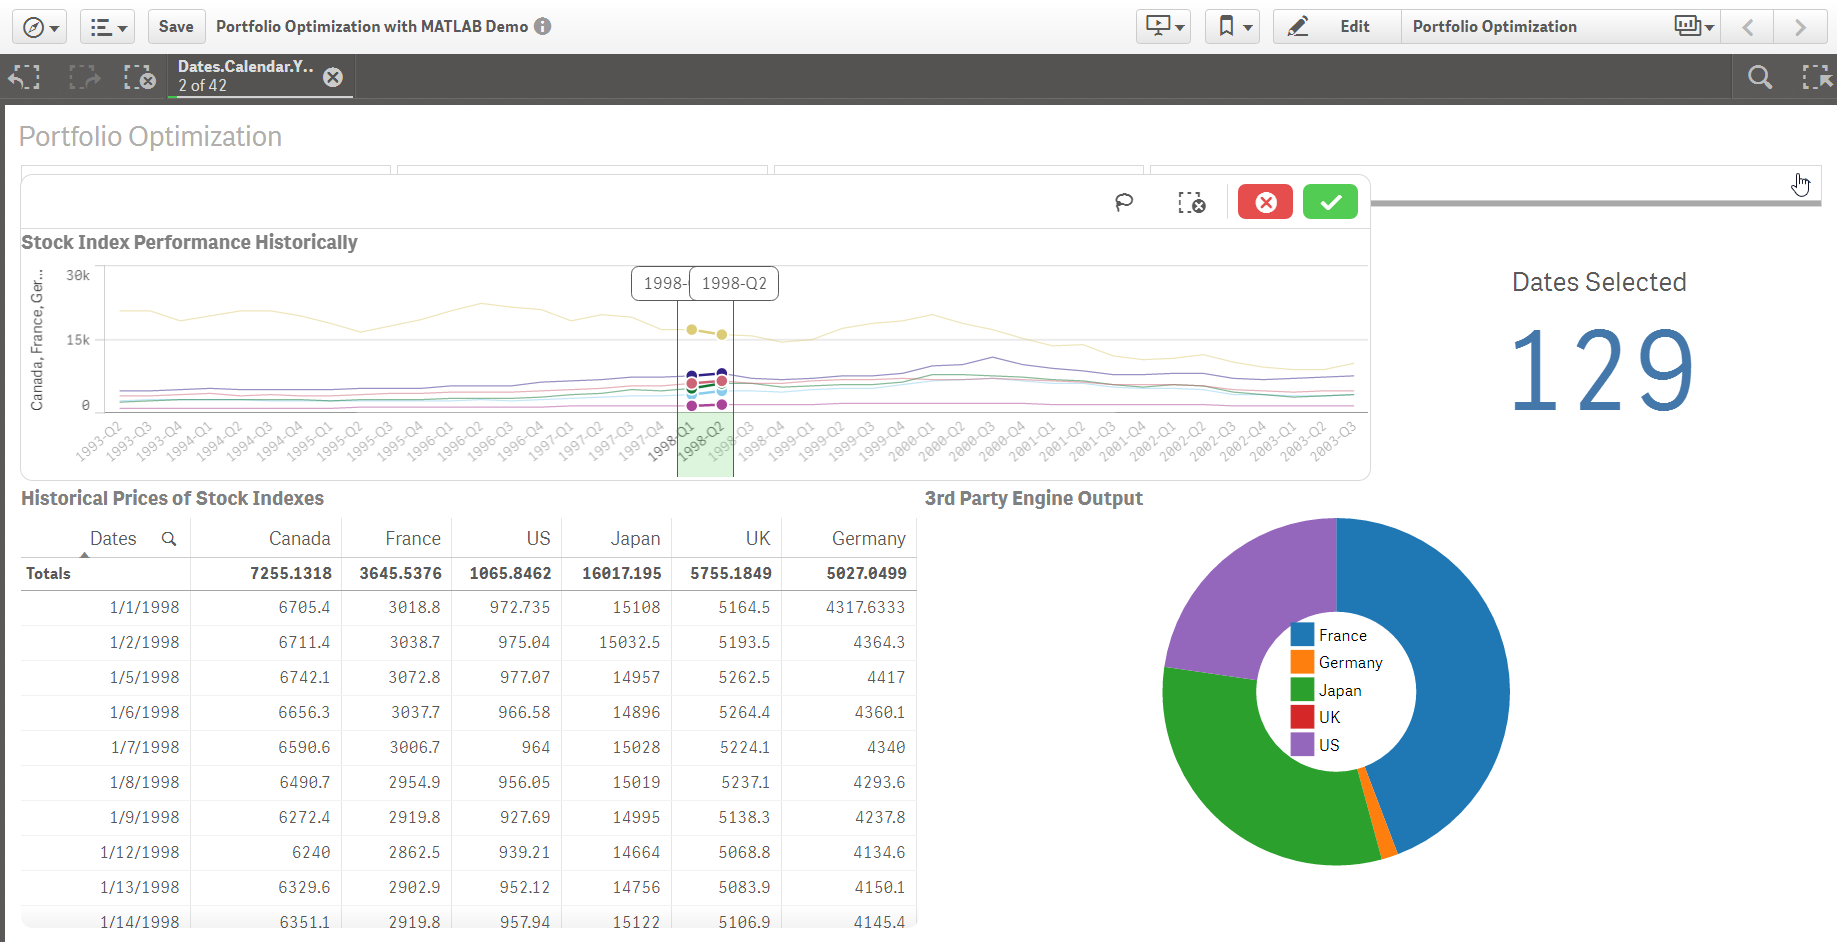 Save
Portfolio Optimization with MATLAB Demo
Edit
Portfolio Optimization
Dates.Calendar.Y..
2 of 42
Portfolio Optimization
Stock Index Performance Historically
Canada, France, Ger...
30k
15k
0
1998-
1998-Q2
1993-Q2
1993-Q3
1993-Q4
1994-Q1
1994-Q2
1994-Q3
1994-Q4
1995-Q1
1995-Q2
1995-Q3
1995-Q4
1996-Q1
1996-Q2
1996-Q3
1996-Q4
1997-Q1
1997-Q2
1997-Q3
1997-Q4
1998-Q1
1998-Q2
1998-Q3
1998-Q4
1999-Q1
1999-Q2
1999-Q3
1999-Q4
2000-Q1
2000-Q2
2000-Q3
2000-Q4
2001-Q1
2001-Q2
2001-Q3
2001-Q4
2002-Q1
2002-Q2
2002-Q3
2002-Q4
2003-Q1
2003-Q2
2003-Q3
Dates Selected
129
Historical Prices of Stock Indexes
Dates Canada France US Japan UK Germany
Totals 7255.1318 3645.5376 1065.8462 16017.195 5755.1849 5027.0499
1/1/1998 6705.4 3018.8 972.735 15108 5164.5 4317.6333
1/2/1998 6711.4 3038.7 975.04 15032.5 5193.5 4364.3
1/5/1998 6742.1 3072.8 977.07 14957 5262.5 4417
1/6/1998 6656.3 3037.7 966.58 14896 5264.4 4360.1
1/7/1998 6590.6 3006.7 964 15028 5224.1 4340
1/8/1998 6490.7 2954.9 956.05 15019 5237.1 4293.6
1/9/1998 6272.4 2919.8 927.69 14995 5138.3 4237.8
1/12/1998 6240 2862.5 939.21 14664 5068.8 4134.6
1/13/1998 6329.6 2902.9 952.12 14756 5083.9 4150.1
1/14/1998 6351.1 2919.8 957.94 15122 5106.9 4145.4
3rd Party Engine Output
France
Germany
Japan
UK
US